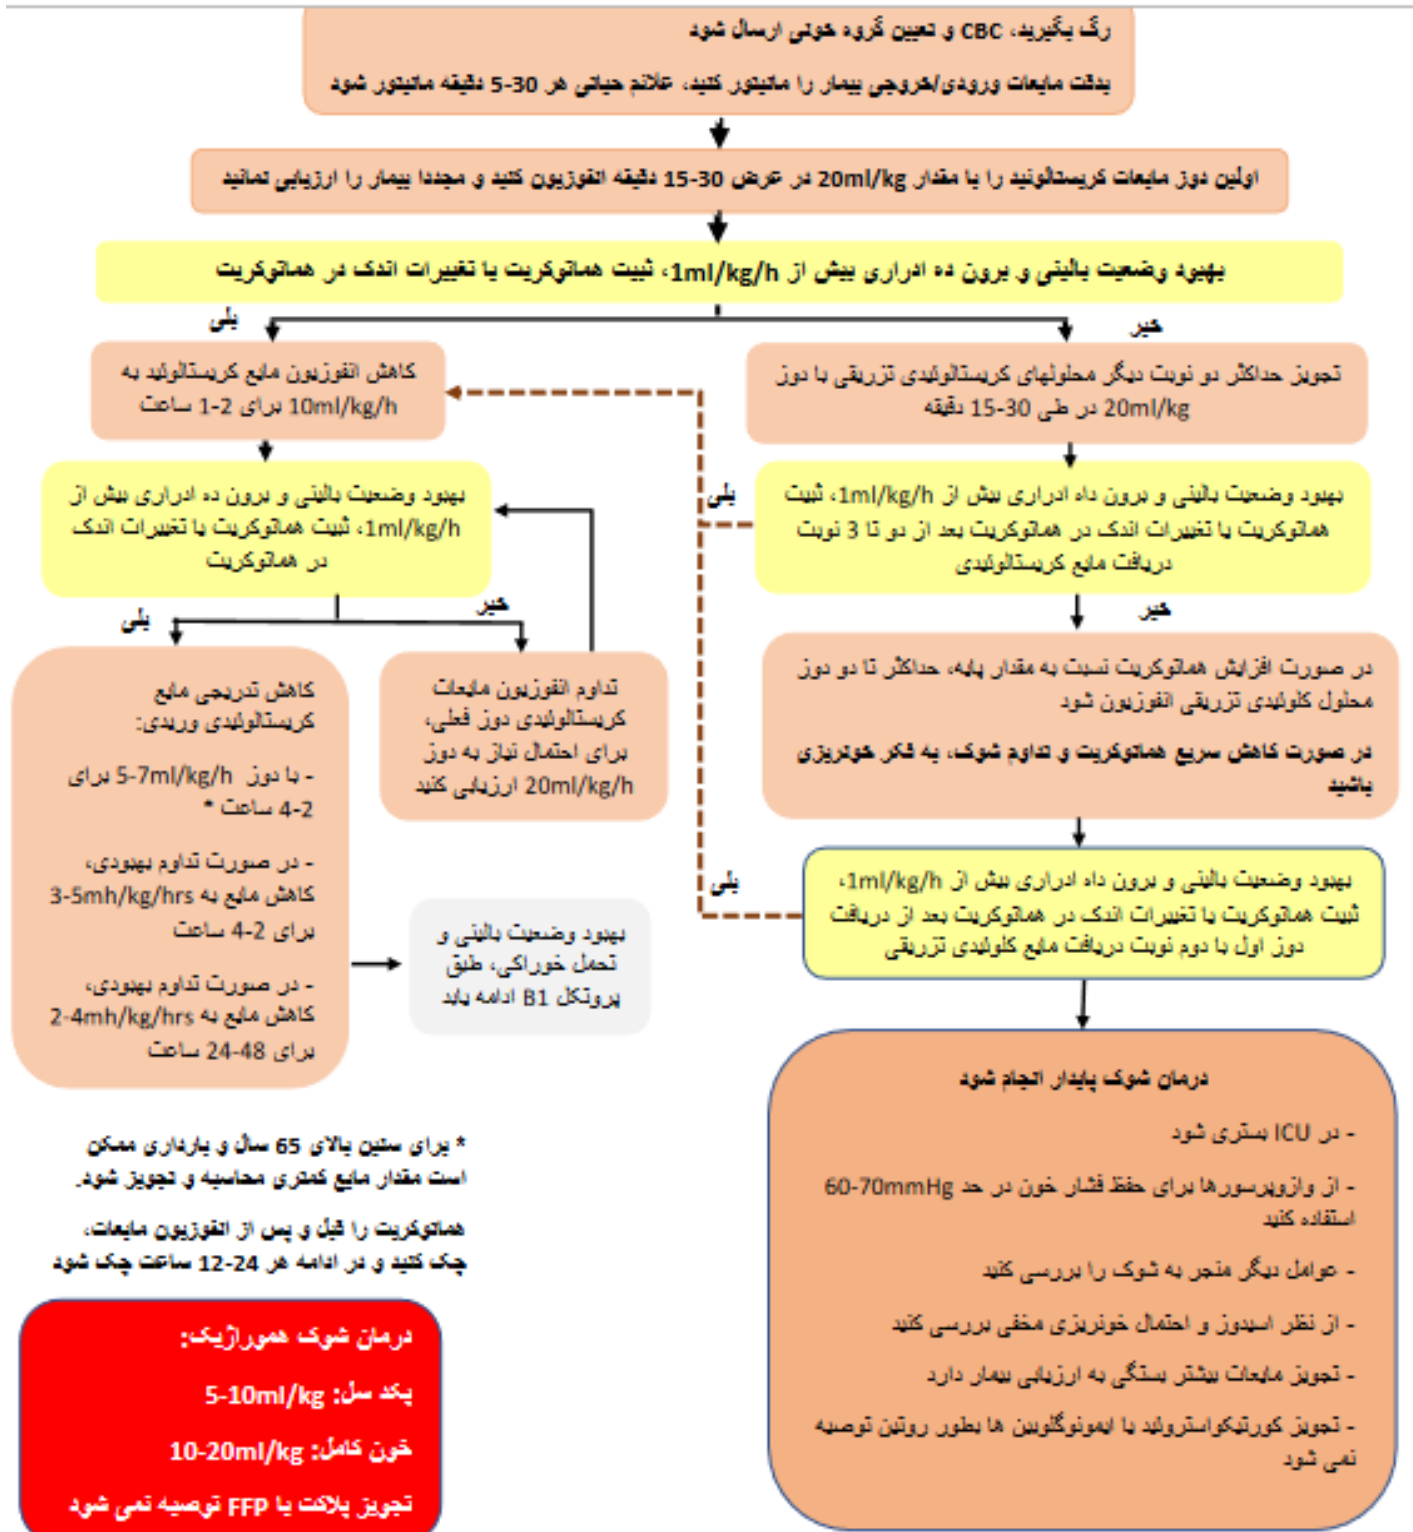 رگ بگیرید، CBC و تعیین گروه خونی ارسال شود
بدقت مایعات ورودی/خروجی بیمار را مانیتور کنید، علائم حیاتی هر 30-5 دقیقه مانیتور شود
اولین دوز مایعات کریستالوئید را با مقدار 20ml/kg در عرض 30-15 دقیقه انفوزیون کنید و مجددا بیمار را ارزیابی نمائید
بهبود وضعیت بالینی و برون ده ادراری بیش از 1ml/kg/h، ثبیت هماتوکریت یا تغییرات اندک در هماتوکریت
خیر
بلی
تجویز حداکثر دو نوبت دیگر محلولهای کریستالوئیدی تزریقی با دوز
20ml/kg در طی 30-15 دقیقه
بهبود وضعیت بالینی و برون داه ادراری بیش از 1ml/kg/h، ثبیت
هماتوکریت یا تغییرات اندک در هماتوکریت بعد از دو تا 3 نوبت
دریافت مایع کریستالوئیدی
بلی
خیر
در صورت افزایش هماتوکریت نسبت به مقدار پایه، حداکثر تا دو دوز
محلول کلوئیدی تزریقی انفوزیون شود
در صورت کاهش سریع هماتوکریت و تداوم شوک، به فکر خونریزی
باشید
بهبود وضعیت بالینی و برون داه ادراری بیش از 1ml/kg/h،
ثبیت هماتوکریت یا تغییرات اندک در هماتوکریت بعد از دریافت
دوز اول با دوم نوبت دریافت مایع کلوئیدی تزریقی
بلی
درمان شوک پایدار انجام شود
- در ICU بستری شود
- از وازوپرسورها برای حفظ فشار خون در حد 60-70mmHg
استفاده کنید
- عوامل دیگر منجر به شوک را بررسی کنید
- از نظر اسیدوز و احتمال خونریزی مخفی بررسی کنید
- تجویز مایعات بیشتر بستگی به ارزیابی بیمار دارد
- تجویز کورتیکواستروئید یا ایمونوگلوبین ها بطور روتین توصیه
نمی شود
کاهش انفوزیون مایع کریستالوئید به
10ml/kg/h برای 2-1 ساعت
بهبود وضعیت بالینی و برون ده ادراری بیش از
1ml/kg/h، ثبیت هماتوکریت یا تغییرات اندک
در هماتوکریت
خیر
بلی
تداوم انفوزیون مایعات
کریستالوئیدی دوز فعلی،
برای احتمال نیاز به دوز
20ml/kg/h ارزیابی کنید
کاهش تدریجی مایع
کریستالوئیدی وریدی:
- با دوز 5-7ml/kg/h برای
4-2 ساعت *
- در صورت تداوم بهبودی،
کاهش مایع به 3-5mh/kg/hrs
برای 2-4 ساعت
- در صورت تداوم بهبودی،
کاهش مایع به 2-4mh/kg/hrs
برای 48-24 ساعت
بهبود وضعیت بالینی و
تحمل خوراکی، طبق
پروتکل B1 ادامه یابد
* برای سنین بالای 65 سال و بارداری ممکن
است مقدار مایع کمتری محاسبه و تجویز شود.
هماتوکریت را قبل و پس از انفوزیون مایعات،
چک کنید و در ادامه هر 24-12 ساعت چک شود
درمان شوک هموراژیک:
پکد سل: 5-10ml/kg
خون کامل: 10-20ml/kg
تجویز پلاکت یا FFP توصیه نمی شود